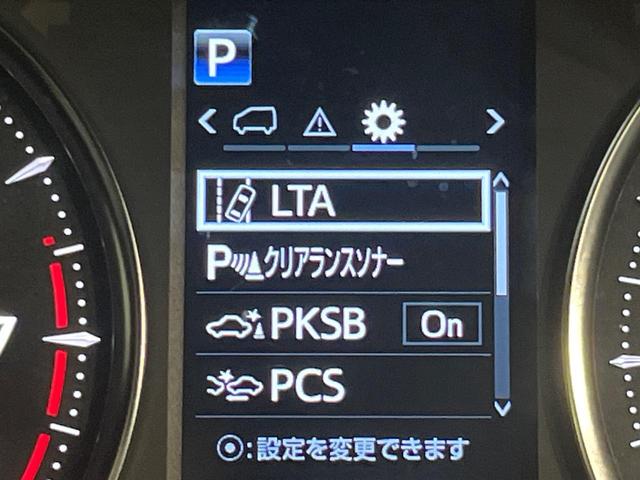 P
LTA
Pクリアランスソナー
PKSB On
PCS
:設定を変更できます